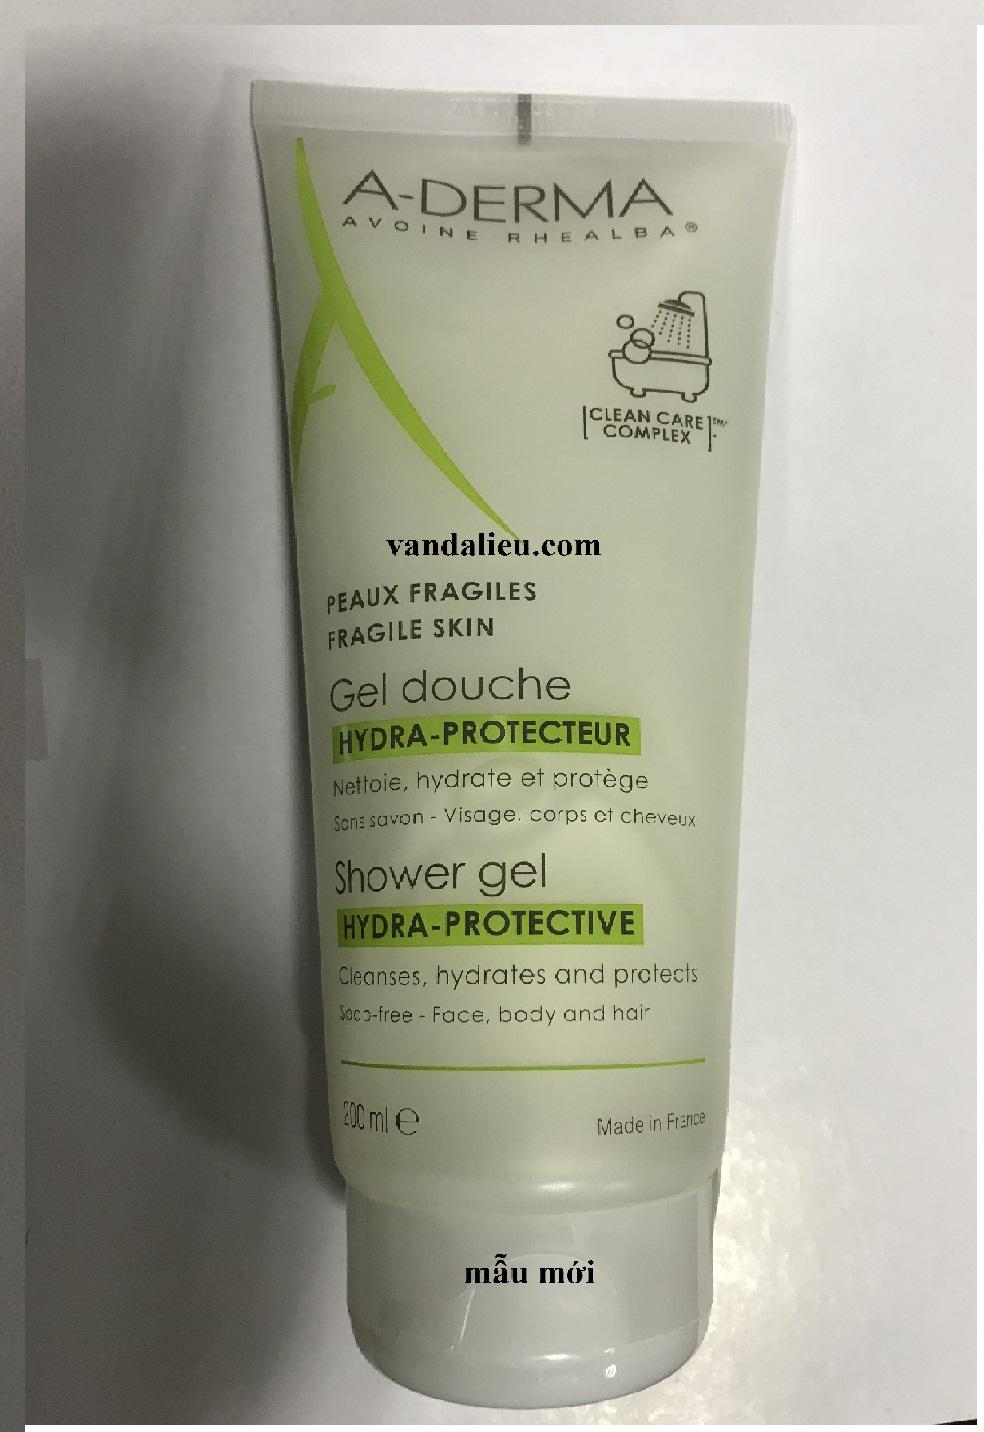 A-DERMA
AVOINE RHEALBA®
[CLEAN CARE]™
COMPLEX
vandalieu.com
PEAUX FRAGILES
FRAGILE SKIN
Gel douche
HYDRA-PROTECTEUR
Nettoie, hydrate et protège
Sans savon - Visage, corps et cheveux
Shower gel
HYDRA-PROTECTIVE
Cleanses, hydrates and protects
Soap-free - Face, body and hair
200 ml ℮
Made in France
mẫu mới